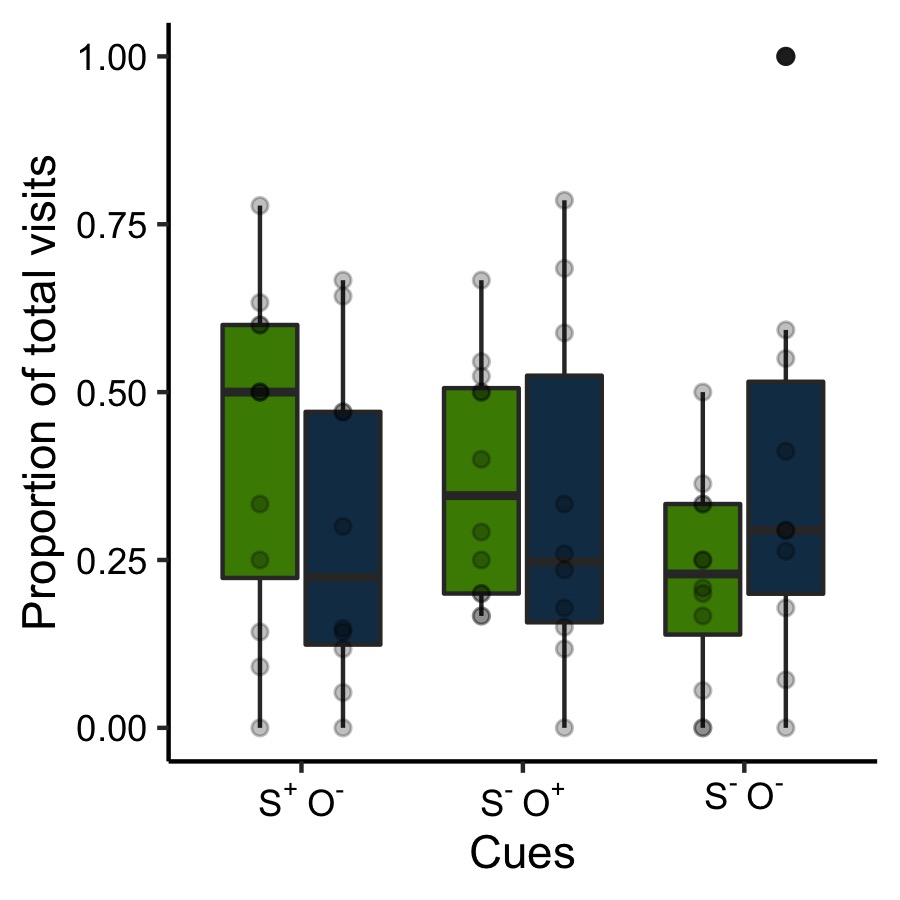 Proportion of total visits
1.00
0.75
0.50
0.25
0.00
S⁺ O⁻
S⁻ O⁺
S⁻ O⁻
Cues